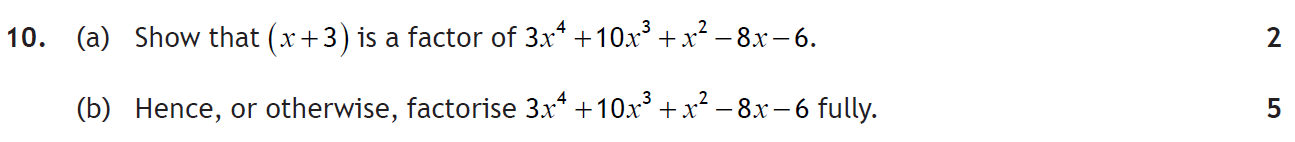 10. (a) Show that (x+3) is a factor of 3x⁴ +10x³ + x² – 8x – 6. 2
(b) Hence, or otherwise, factorise 3x⁴ +10x³ + x² – 8x – 6 fully. 5